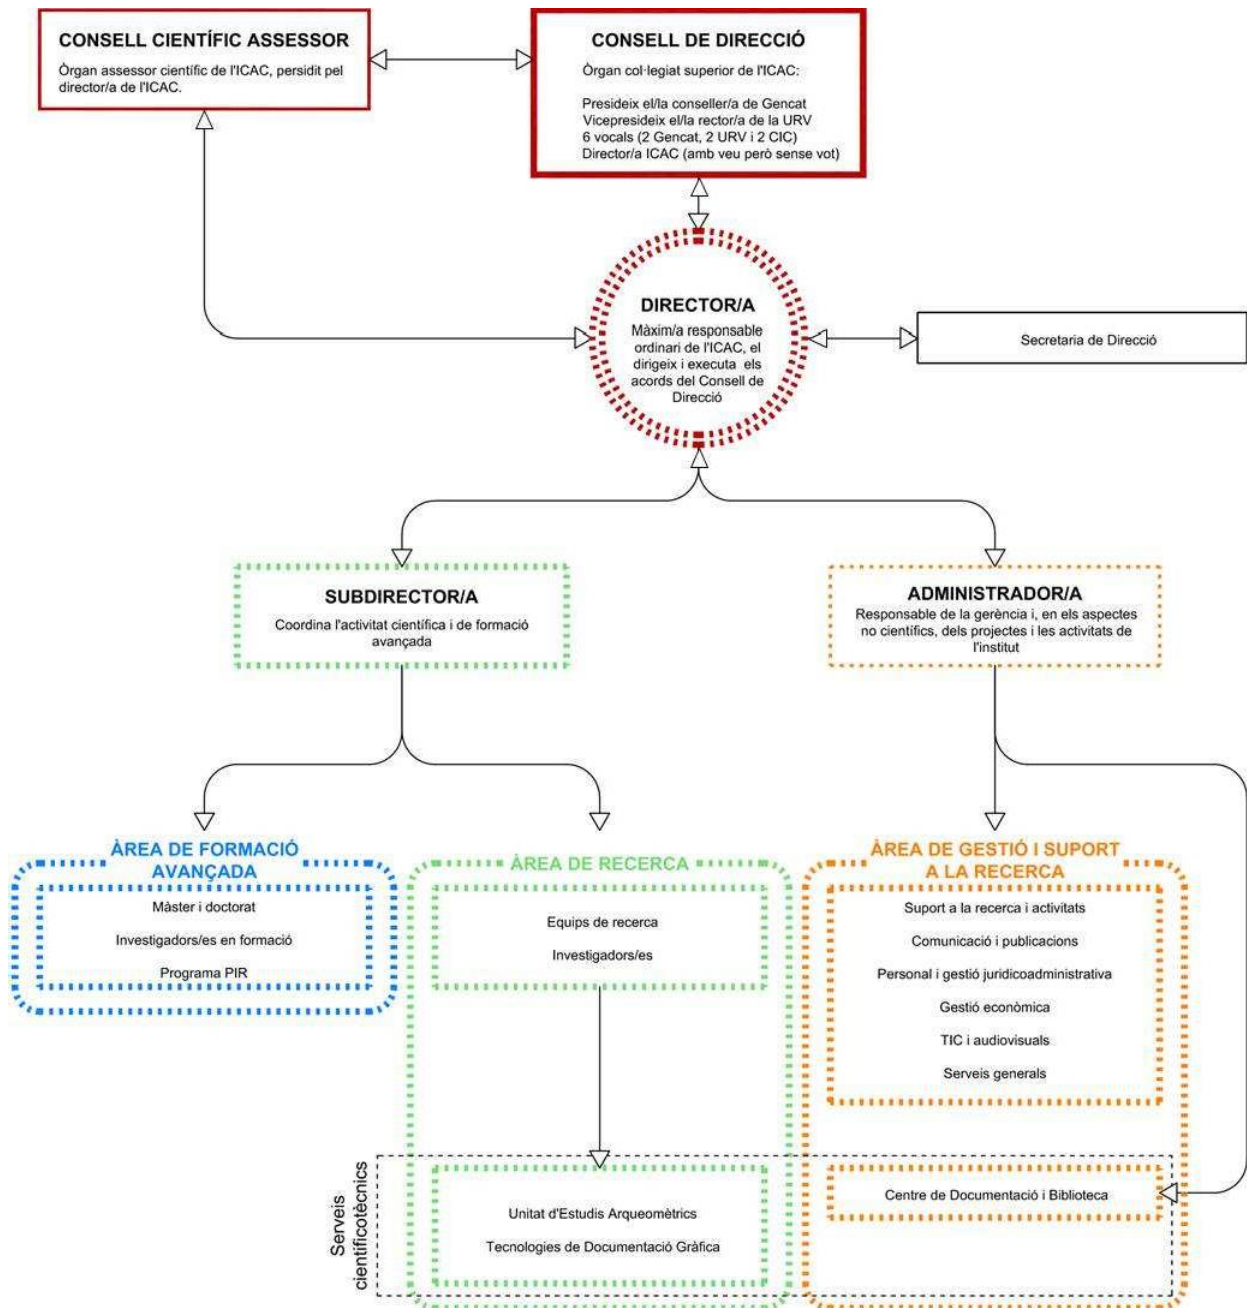 CONSELL CIENTÍFIC ASSESSOR
Òrgan assessor científic de l'ICAC, persidit pel
director/a de l'ICAC.
CONSELL DE DIRECCIÓ
Òrgan col·legiat superior de l'ICAC:
Presideix el/la conseller/a de Gencat
Vicepresideix el/la rector/a de la URV
6 vocals (2 Gencat, 2 URV i 2 CIC)
Director/a ICAC (amb veu però sense vot)
DIRECTOR/A
Màxim/a responsable
ordinari de l'ICAC, el
dirigeix i executa els
acords del Consell de
Direcció
Secretaria de Direcció
SUBDIRECTOR/A
Coordina l'activitat científica i de formació
avançada
ADMINISTRADOR/A
Responsable de la gerència i, en els aspectes
no científics, dels projectes i les activitats de
l'institut
ÀREA DE FORMACIÓ
AVANÇADA
Màster i doctorat
Investigadors/es en formació
Programa PIR
ÀREA DE RECERCA
Equips de recerca
Investigadors/es
ÀREA DE GESTIÓ I SUPORT
A LA RECERCA
Suport a la recerca i activitats
Comunicació i publicacions
Personal i gestió juridicoadministrativa
Gestió econòmica
TIC i audiovisuals
Serveis generals
Serveis
cientificotècnics
Unitat d'Estudis Arqueomètrics
Tecnologies de Documentació Gràfica
Centre de Documentació i Biblioteca